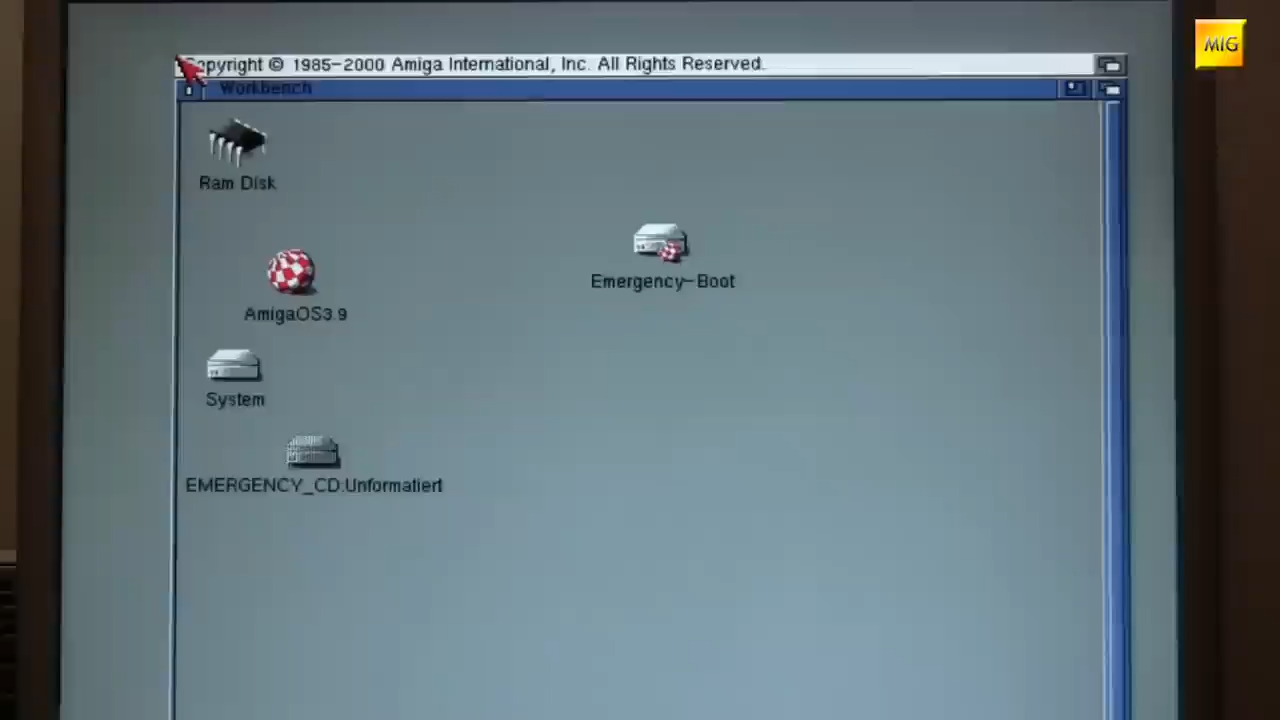 Copyright © 1985-2000 Amiga International, Inc. All Rights Reserved.
Workbench
MIG
Ram Disk
Emergency-Boot
AmigaOS3.9
System
EMERGENCY_CD:Unformatiert